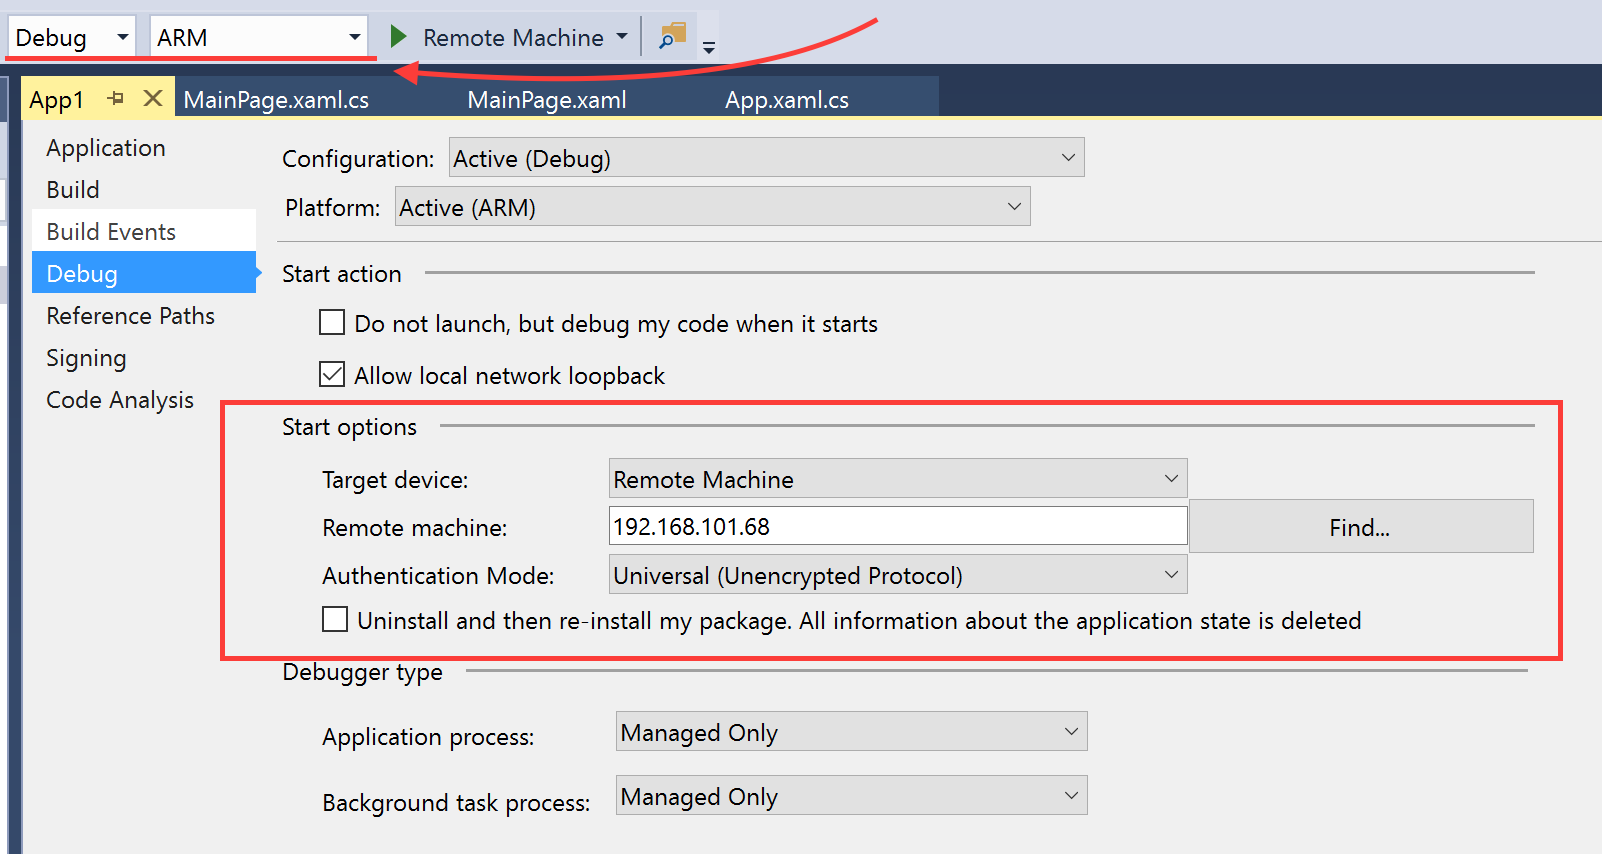 Debug ARM Remote Machine
App1 MainPage.xaml.cs MainPage.xaml App.xaml.cs
Application
Build
Build Events
Debug
Reference Paths
Signing
Code Analysis
Configuration: Active (Debug)
Platform: Active (ARM)
Start action
Do not launch, but debug my code when it starts
Allow local network loopback
Start options
Target device: Remote Machine
Remote machine: 192.168.101.68 Find...
Authentication Mode: Universal (Unencrypted Protocol)
Uninstall and then re-install my package. All information about the application state is deleted
Debugger type
Application process: Managed Only
Background task process: Managed Only